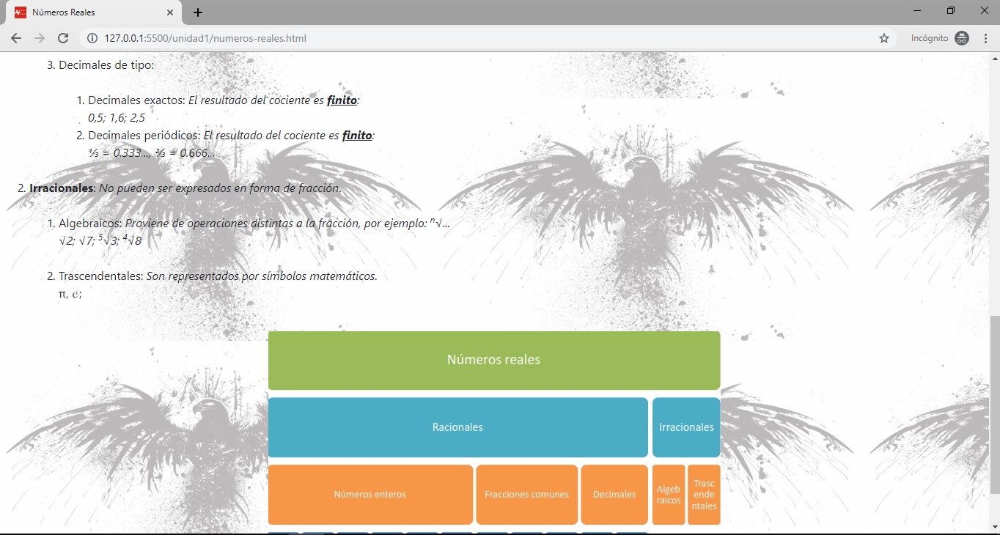 Números Reales
127.0.0.1:5500/unidad1/numeros-reales.html
Incógnito
3. Decimales de tipo:
1. Decimales exactos: El resultado del cociente es finito:
0,5; 1,6; 2,5
2. Decimales periódicos: El resultado del cociente es finito:
⅓ = 0.333..., ⅔ = 0.666...
2. Irracionales: No pueden ser expresados en forma de fracción.
1. Algebraicos: Proviene de operaciones distintas a la fracción, por ejemplo: ⁿ√...
√2; √7; ⁵√3; ⁴√8
2. Trascendentales: Son representados por símbolos matemáticos.
π, ℯ;
Números reales
Racionales
Irracionales
Números enteros
Fracciones comunes
Decimales
Algeb
raicos
Trasc
ende
ntales